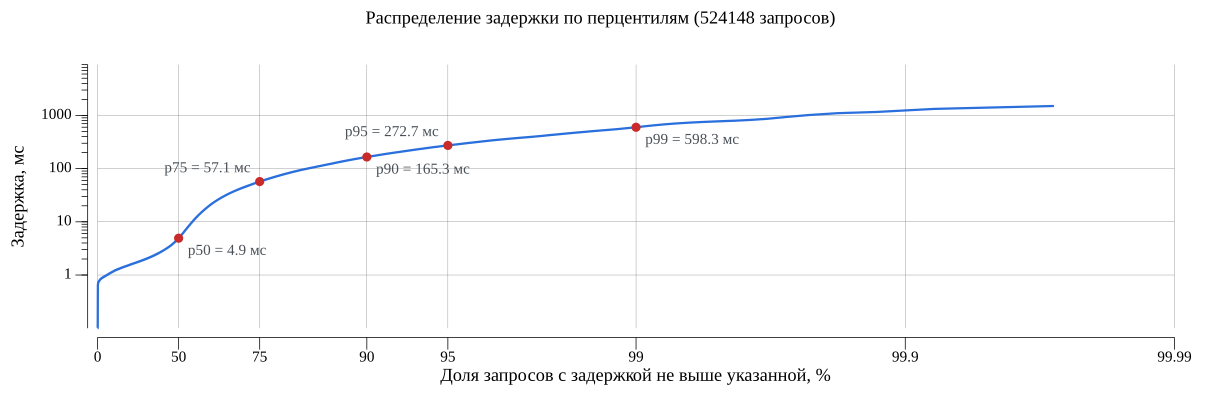 Распределение задержки по перцентилям (524148 запросов)
Задержка, мс
1000
100
10
1
p95 = 272.7 мс
p99 = 598.3 мс
p75 = 57.1 мс
p90 = 165.3 мс
p50 = 4.9 мс
0 50 75 90 95 99 99.9 99.99
Доля запросов с задержкой не выше указанной, %